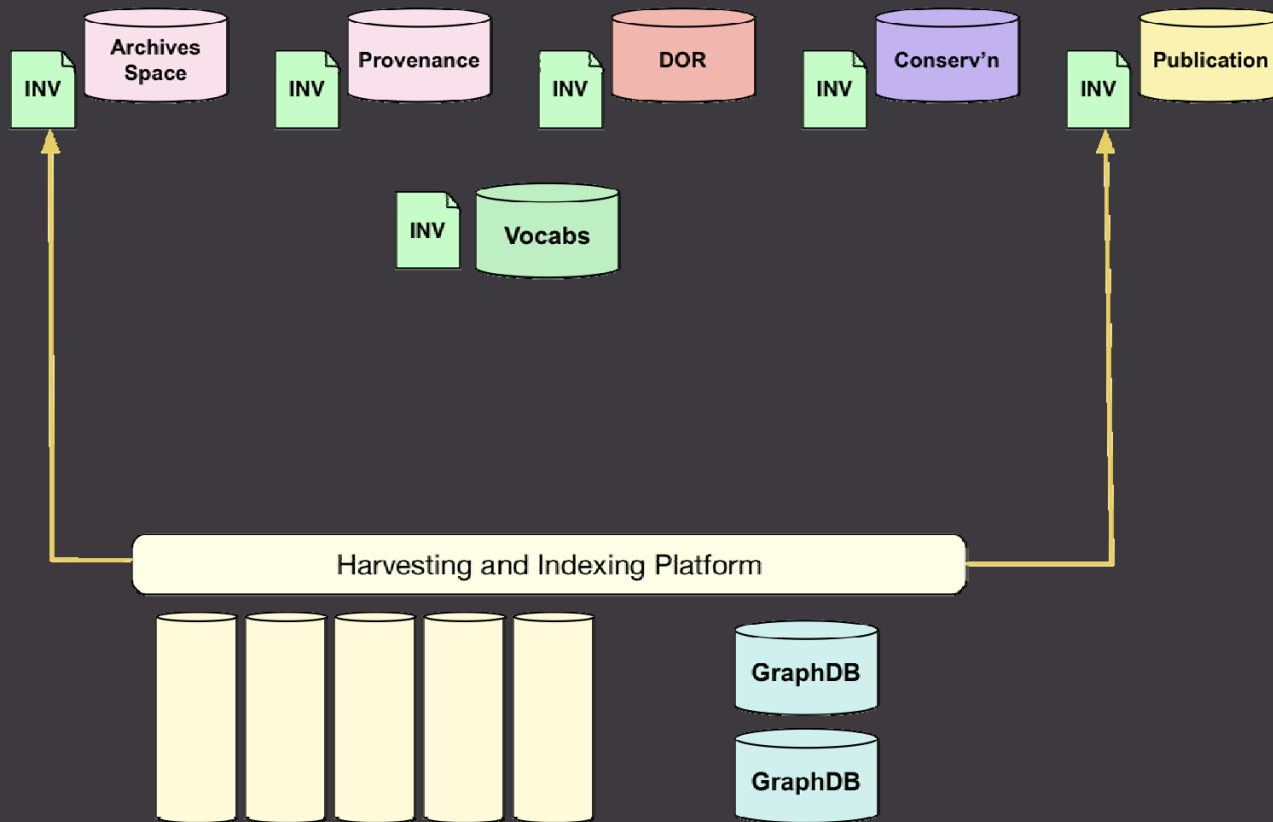 INV
Archives
Space
INV
Provenance
INV
DOR
INV
Conserv'n
INV
Publication
INV
Vocabs
Harvesting and Indexing Platform
GraphDB
GraphDB